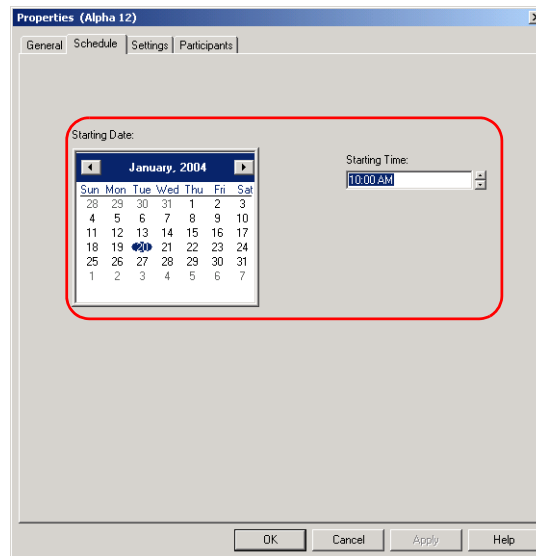 Properties (Alpha 12)
General Schedule Settings Participants
Starting Date:
January, 2004
Sun Mon Tue Wed Thu Fri Sat
28 29 30 31 1 2 3
4 5 6 7 8 9 10
11 12 13 14 15 16 17
18 19 20 21 22 23 24
25 26 27 28 29 30 31
1 2 3 4 5 6 7
Starting Time:
10:00 AM
OK Cancel Apply Help